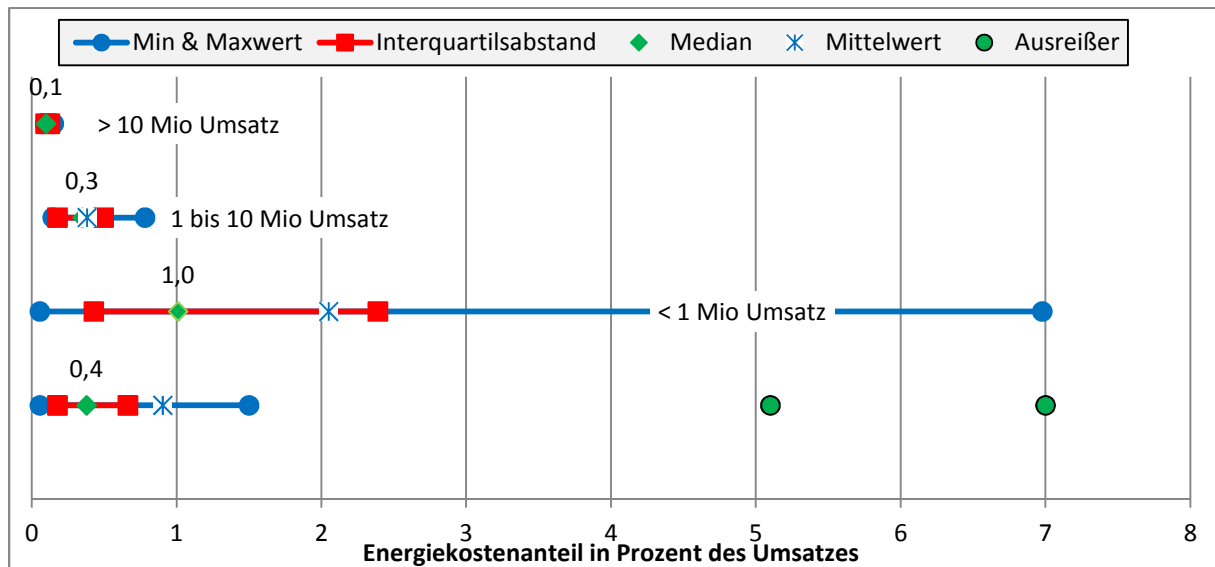 Min & Maxwert Interquartilsabstand Median Mittelwert Ausreißer
0,1
> 10 Mio Umsatz
0,3
1 bis 10 Mio Umsatz
1,0
< 1 Mio Umsatz
0,4
0 1 2 3 4 5 6 7 8
Energiekostenanteil in Prozent des Umsatzes